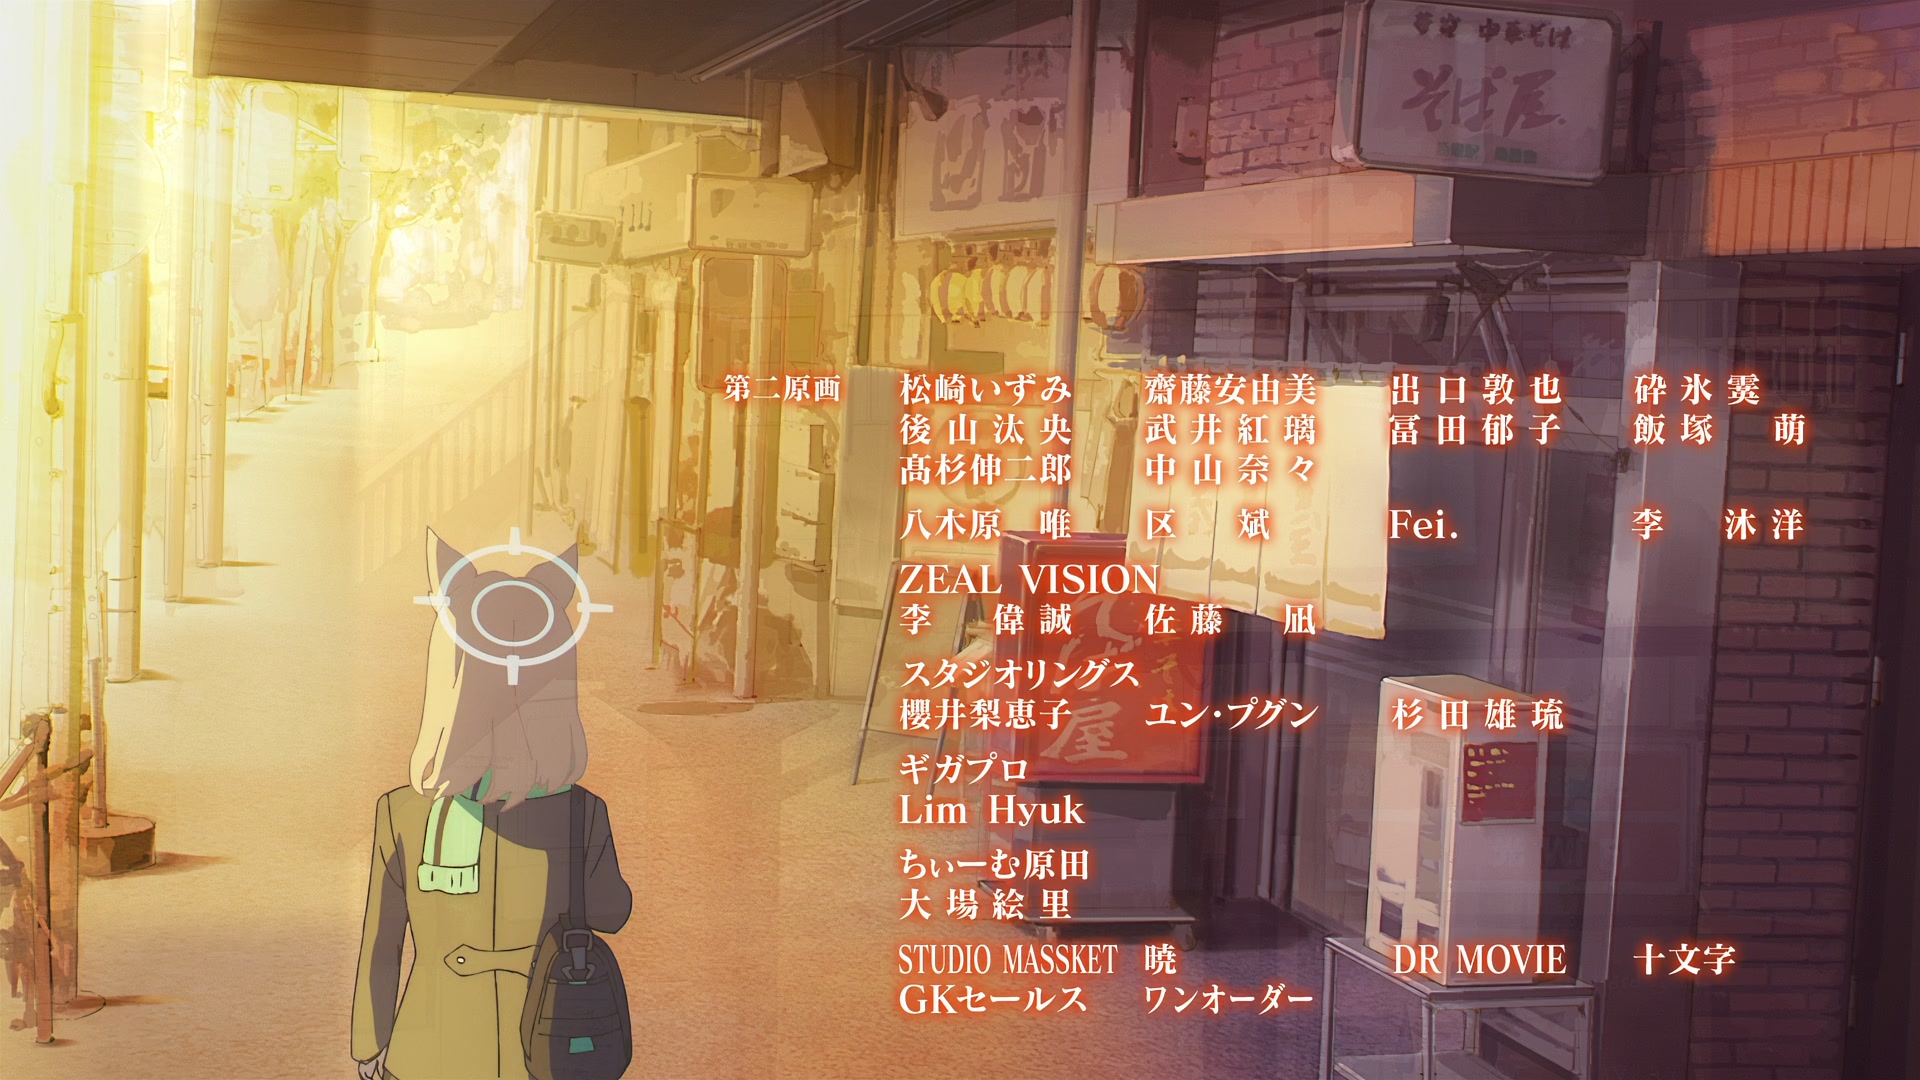 中華そば
そば屋
第二原画 松崎いずみ 齋藤安由美 出口敦也 砕氷霙
後山汰央 武井紅璃 冨田郁子 飯塚 萌
髙杉伸二郎 中山奈々
八木原 唯 区 斌 Fei. 李 沐洋
ZEAL VISION
李 偉誠 佐藤 凪
スタジオリングス
櫻井梨恵子 ユン・プグン 杉田雄琉
ギガプロ
Lim Hyuk
ちぃーむ原田
大場絵里
STUDIO MASSKET 暁 DR MOVIE 十文字
GKセールス ワンオーダー
そば屋